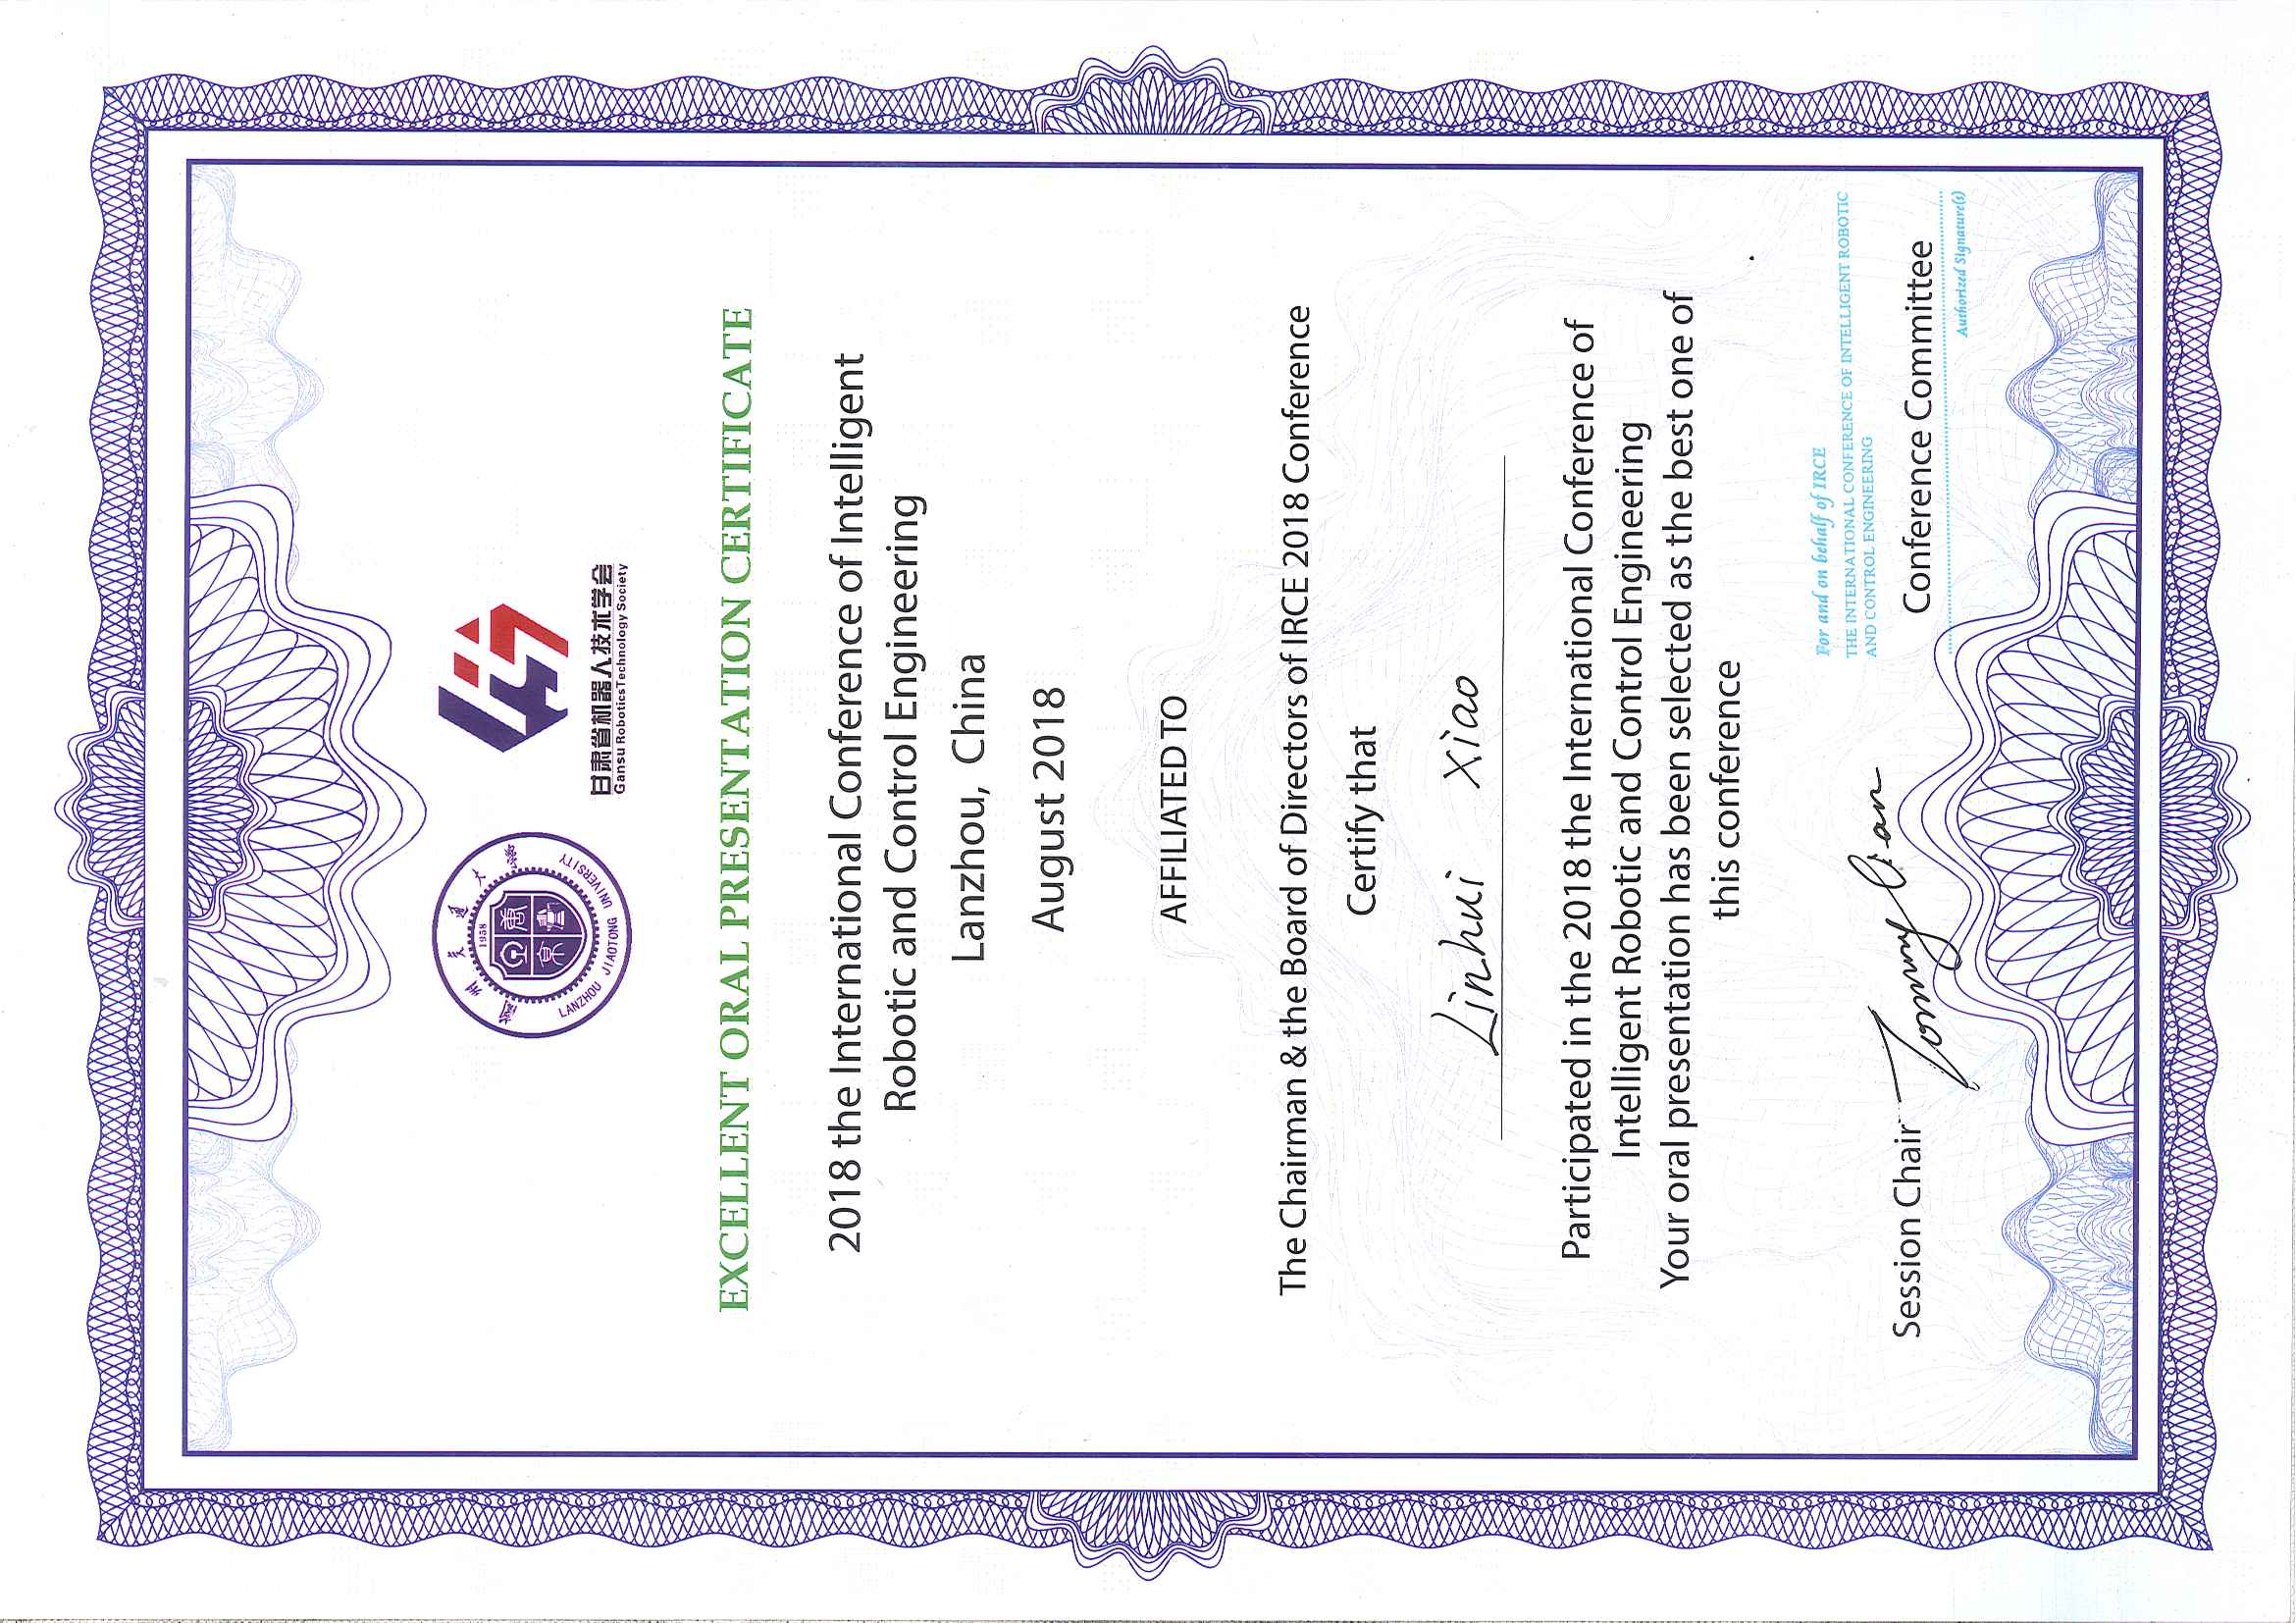 兰州交通大学
1958
LANZHOU JIAOTONG UNIVERSITY
甘肃省机器人技术学会
Gansu RoboticsTechnology Society
EXCELLENT ORAL PRESENTATION CERTIFICATE
2018 the International Conference of Intelligent
Robotic and Control Engineering
Lanzhou, China
August 2018
AFFILIATED TO
The Chairman & the Board of Directors of IRCE 2018 Conference
Certify that
Linhui Xiao
Participated in the 2018 the International Conference of
Intelligent Robotic and Control Engineering
Your oral presentation has been selected as the best one of
this conference
For and on behalf of IRCE
THE INTERNATIONAL CONFERENCE OF INTELLIGENT ROBOTIC
AND CONTROL ENGINEERING
Session Chair Tommy
Conference Committee
Authorized Signature(s)